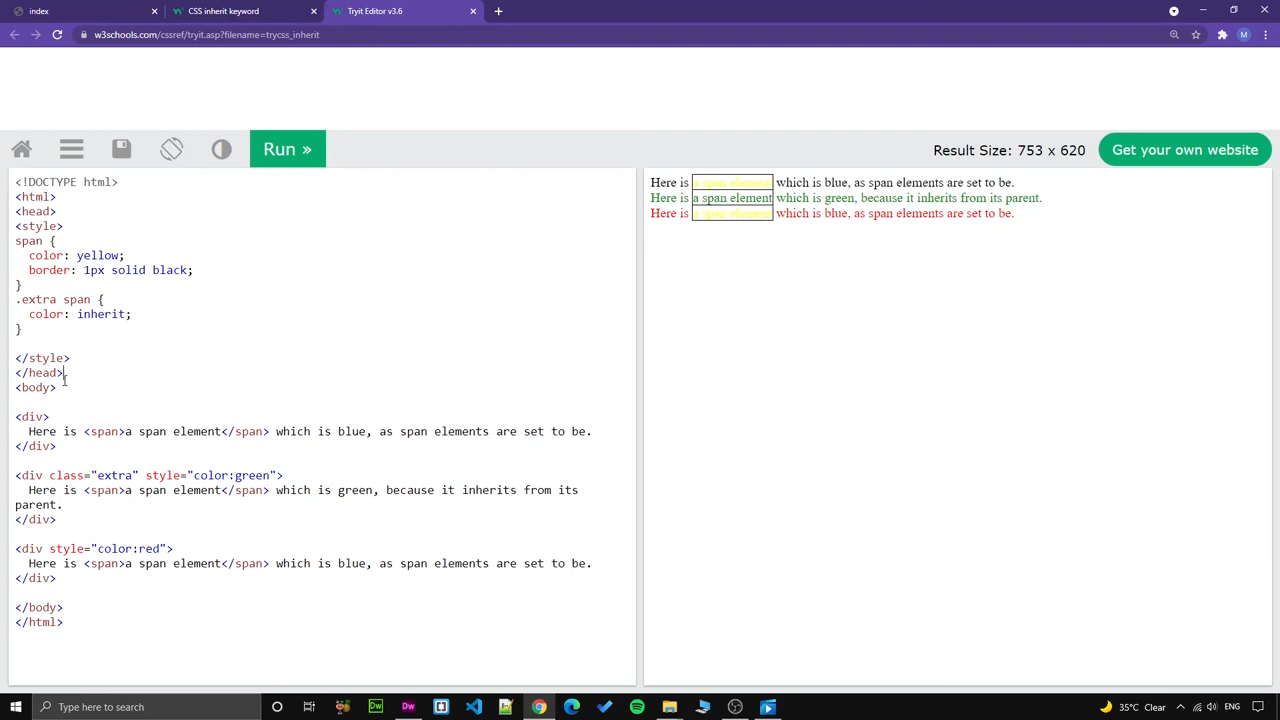 index
CSS inherit keyword
Tryit Editor v3.6
w3schools.com/cssref/tryit.asp?filename=trycss_inherit
M
Run »
Result Size: 753 x 620
Get your own website
<!DOCTYPE html>
<html>
<head>
<style>
span {
color: yellow;
border: 1px solid black;
}
.extra span {
color: inherit;
}
</style>
</head>
<body>
<div>
Here is <span>a span element</span> which is blue, as span elements are set to be.
</div>
<div class="extra" style="color:green">
Here is <span>a span element</span> which is green, because it inherits from its
parent.
</div>
<div style="color:red">
Here is <span>a span element</span> which is blue, as span elements are set to be.
</div>
</body>
</html>
Here is a span element which is blue, as span elements are set to be.
Here is a span element which is green, because it inherits from its parent.
Here is a span element which is blue, as span elements are set to be.
Type here to search
Dw
Dw
35°C Clear
ENG